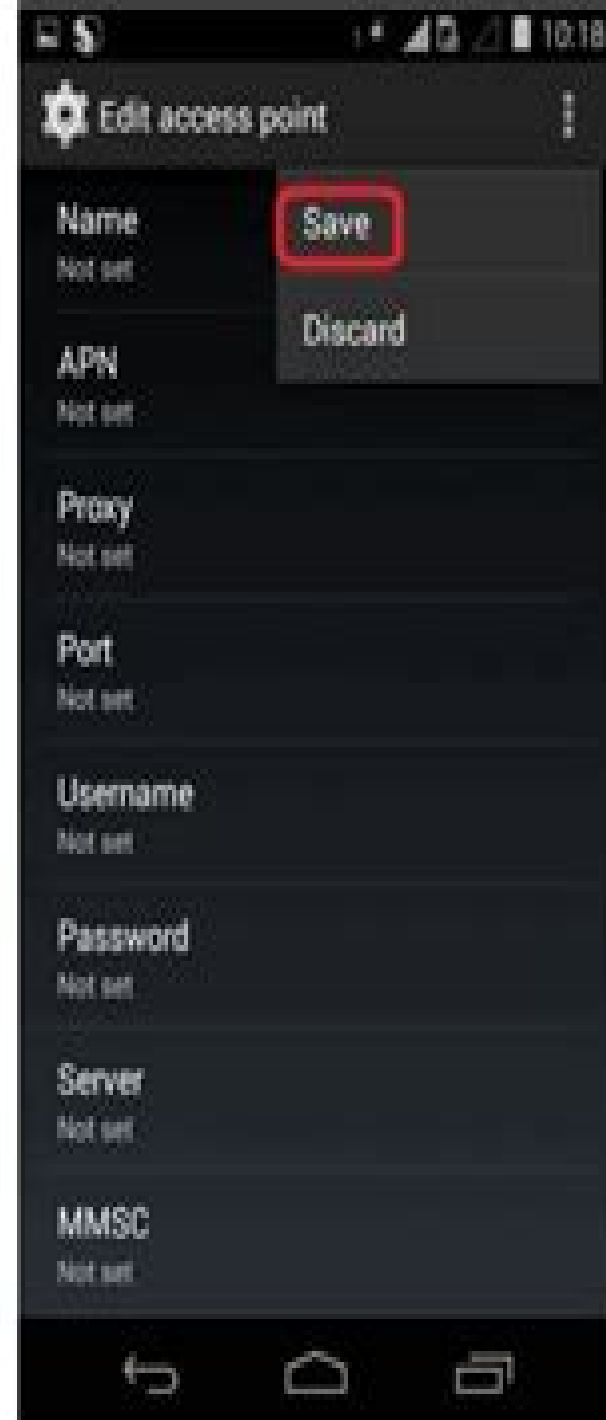 10:18
Edit access point
Name
Not set
Save
Discard
APN
Not set
Proxy
Not set
Port
Not set
Username
Not set
Password
Not set
Server
Not set
MMSC
Not set